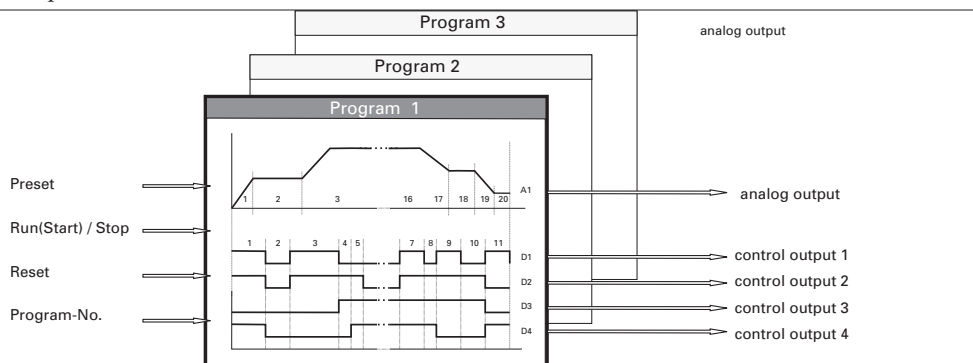 Program 3
analog output
Program 2
Program 1
Preset
A1
analog output
1 2 3 16 17 18 19 20
Run(Start) / Stop
1 2 3 4 5 7 8 9 10 11
D1
control output 1
Reset
D2
control output 2
D3
control output 3
Program-No.
D4
control output 4